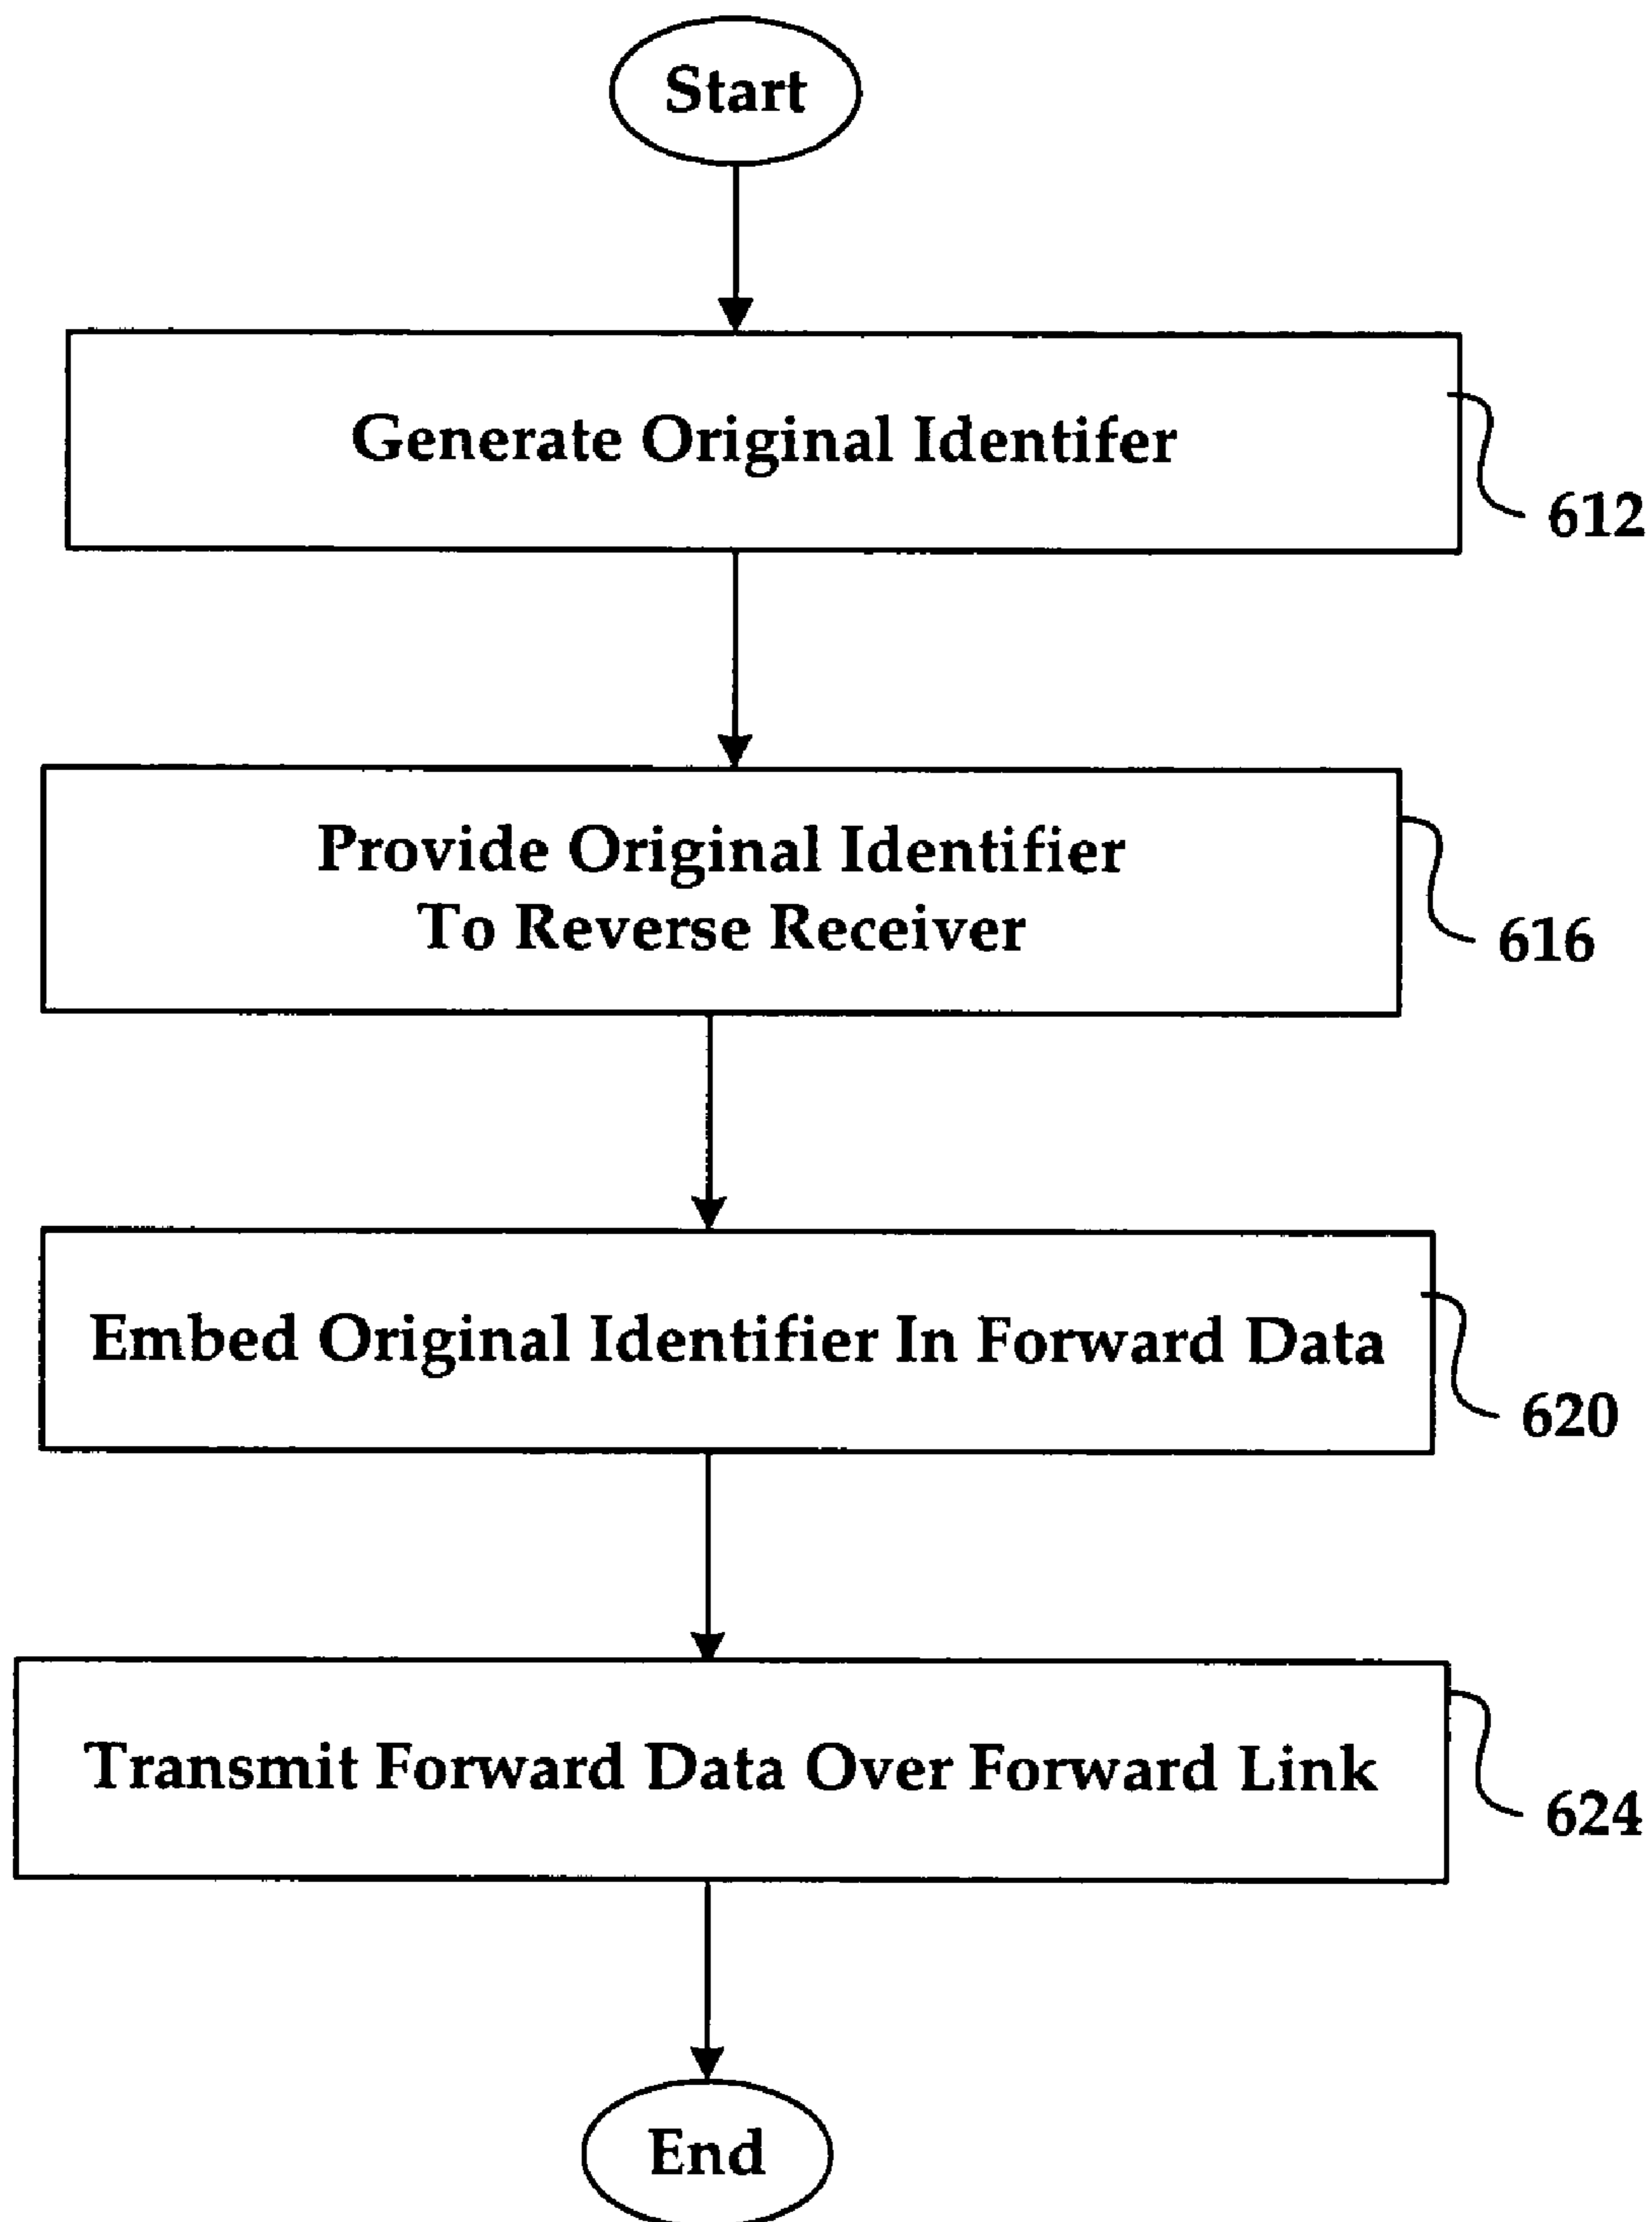 Start
Generate Original Identifer
612
Provide Original Identifier
To Reverse Receiver
616
Embed Original Identifier In Forward Data
620
Transmit Forward Data Over Forward Link
624
End